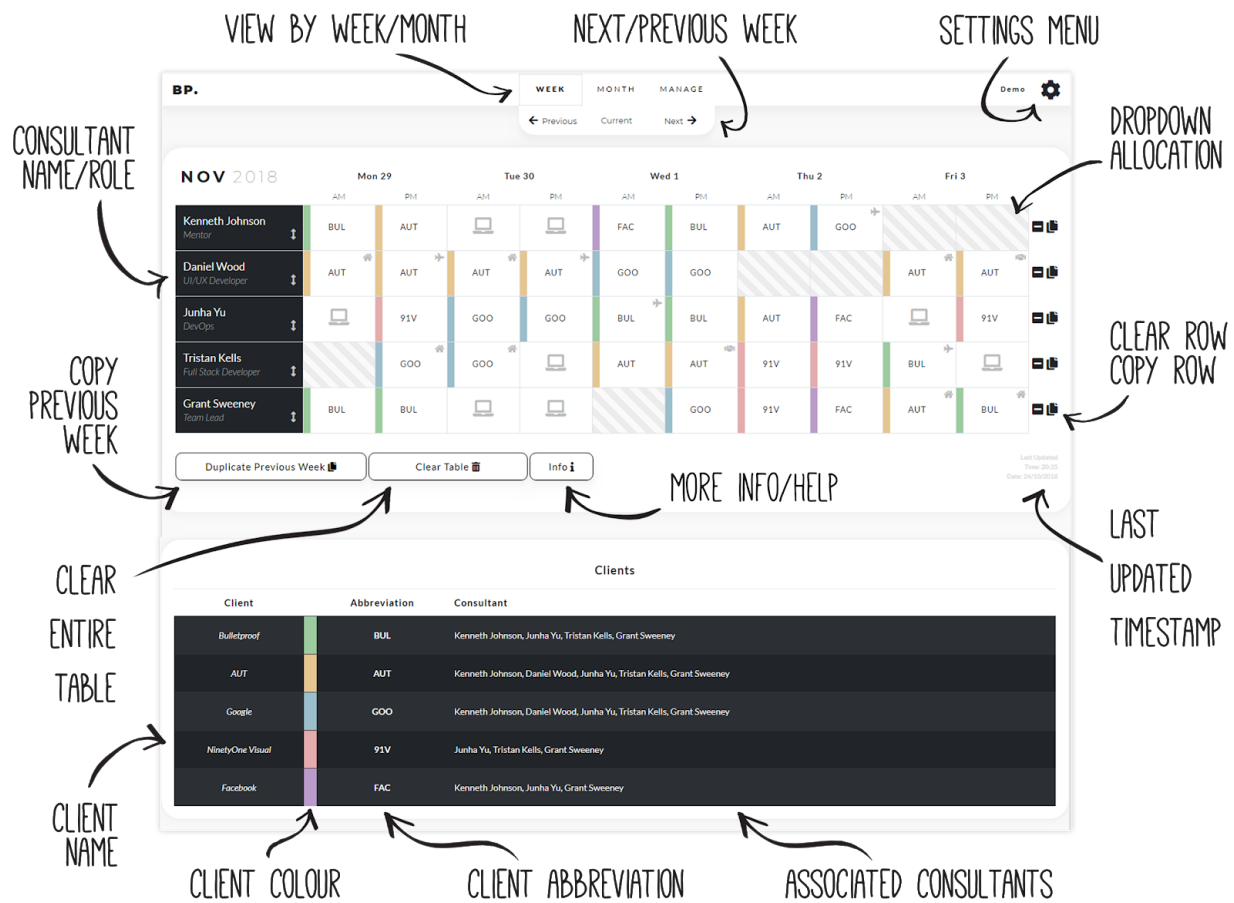 VIEW BY WEEK/MONTH
NEXT/PREVIOUS WEEK
SETTINGS MENU
BP.
WEEK MONTH MANAGE
Demo
Previous Current Next
CONSULTANT
NAME/ROLE
DROPDOWN
ALLOCATION
NOV 2018
Mon 29 Tue 30 Wed 1 Thu 2 Fri 3
AM PM AM PM AM PM AM PM AM PM
Kenneth Johnson
Mentor
BUL AUT FAC BUL AUT GOO
Daniel Wood
UI/UX Developer
AUT AUT AUT AUT GOO GOO AUT AUT
Junha Yu
DevOps
91V GOO GOO BUL BUL AUT FAC 91V
Tristan Kells
Full Stack Developer
GOO GOO AUT AUT 91V 91V BUL
Grant Sweeney
Team Lead
BUL BUL GOO 91V FAC AUT BUL
CLEAR ROW
COPY ROW
COPY
PREVIOUS
WEEK
Duplicate Previous Week
Clear Table
Info
Last Updated
Time: 20:35
Date: 24/10/2018
MORE INFO/HELP
LAST
UPDATED
TIMESTAMP
CLEAR
ENTIRE
TABLE
Clients
Client Abbreviation Consultant
Bulletproof BUL Kenneth Johnson, Junha Yu, Tristan Kells, Grant Sweeney
AUT AUT Kenneth Johnson, Daniel Wood, Junha Yu, Tristan Kells, Grant Sweeney
Google GOO Kenneth Johnson, Daniel Wood, Junha Yu, Tristan Kells, Grant Sweeney
NinetyOne Visual 91V Junha Yu, Tristan Kells, Grant Sweeney
Facebook FAC Kenneth Johnson, Junha Yu, Grant Sweeney
CLIENT
NAME
CLIENT COLOUR
CLIENT ABBREVIATION
ASSOCIATED CONSULTANTS